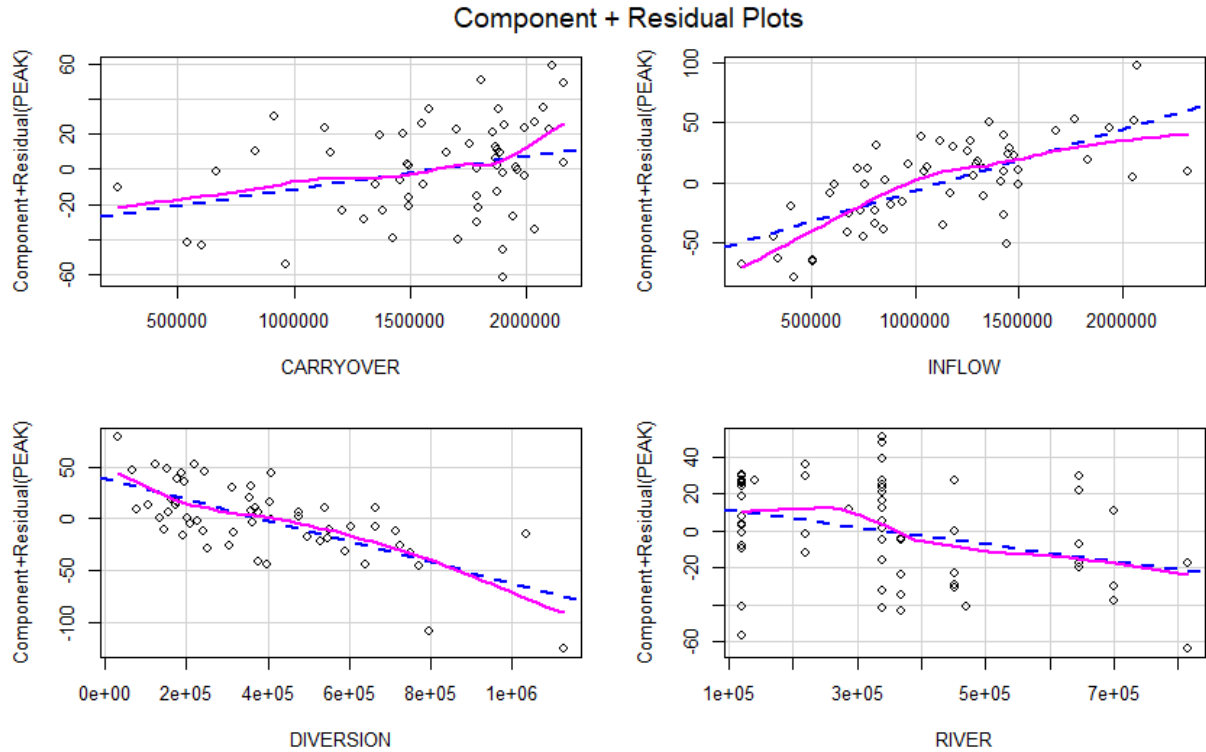 Component + Residual Plots
Component+Residual(PEAK)
60
20
0
-20
-60
500000 1000000 1500000 2000000
CARRYOVER
Component+Residual(PEAK)
100
50
0
-50
500000 1000000 1500000 2000000
INFLOW
Component+Residual(PEAK)
50
0
-50
-100
0e+00 2e+05 4e+05 6e+05 8e+05 1e+06
DIVERSION
Component+Residual(PEAK)
40
20
0
-20
-60
1e+05 3e+05 5e+05 7e+05
RIVER